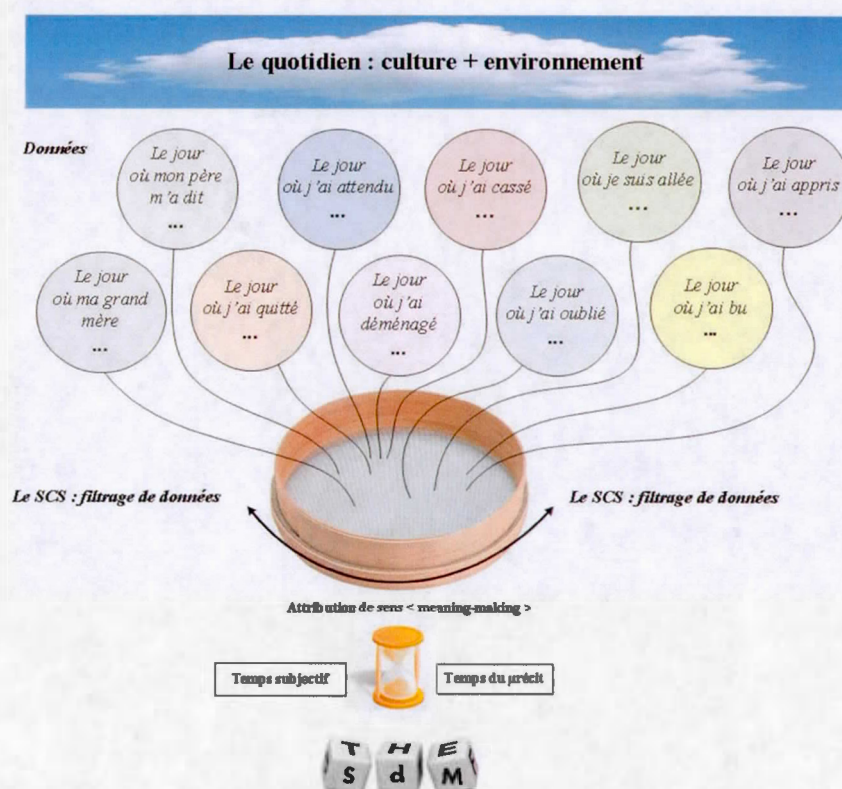 Le quotidien : culture + environnement
Données
Le jour
où mon père
m'a dit
...
Le jour
où j'ai attendu
...
Le jour
où j'ai cassé
...
Le jour
où je suis allée
...
Le jour
où j'ai appris
...
Le jour
où ma grand
mère
...
Le jour
où j'ai quitté
...
Le jour
où j'ai
déménagé
...
Le jour
où j'ai oublié
...
Le jour
où j'ai bu
...
Le SCS : filtrage de données
Le SCS : filtrage de données
Attribution de sens < meaning-making >
Temps subjectif
Temps du µrécit
T H E
S d M